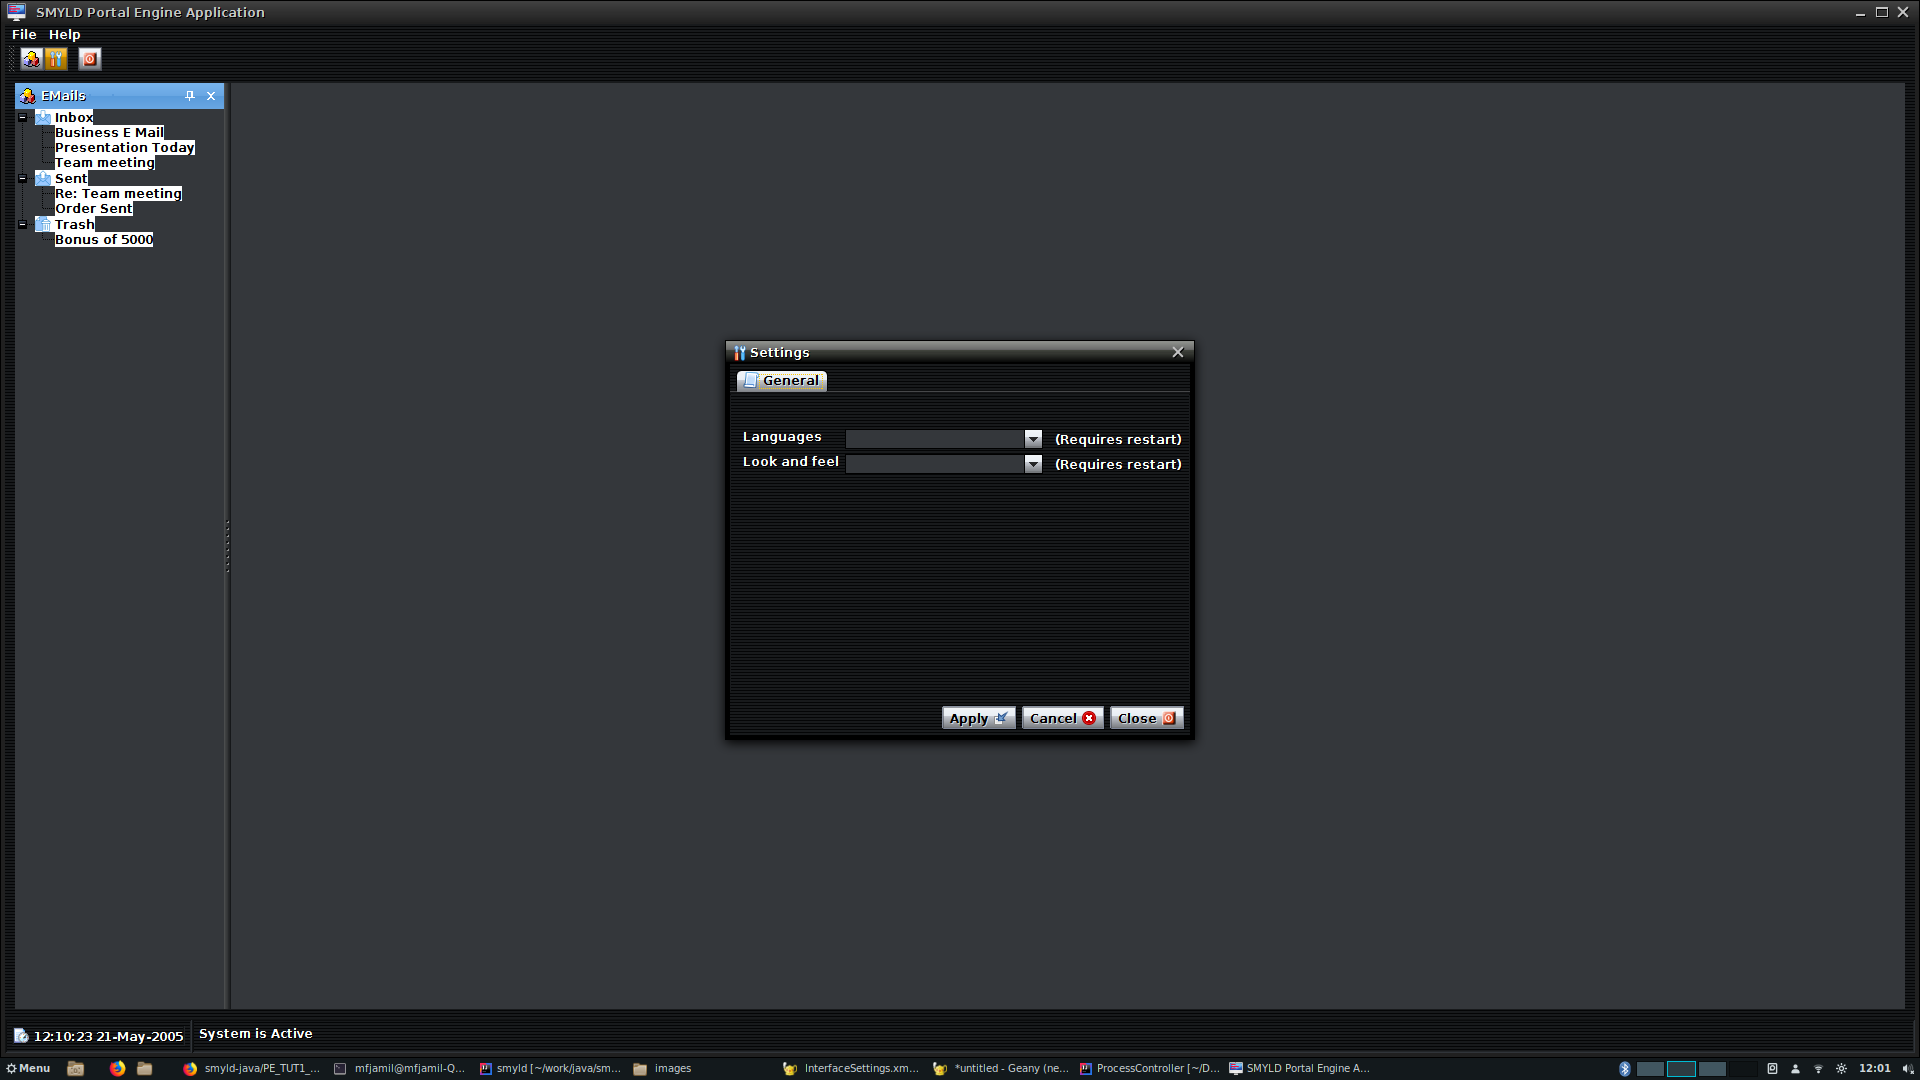 SMYLD Portal Engine Application
File Help
EMails
Inbox
Business E Mail
Presentation Today
Team meeting
Sent
Re: Team meeting
Order Sent
Trash
Bonus of 5000
Settings
General
Languages (Requires restart)
Look and feel (Requires restart)
Apply Cancel Close
12:10:23 21-May-2005 System is Active
Menu smyld-java/PE_TUT1_... mfjamil@mfjamil-Q... smyld [~/work/java/sm... images InterfaceSettings.xm... *untitled - Geany (ne... ProcessController [~/D... SMYLD Portal Engine A... 12:01